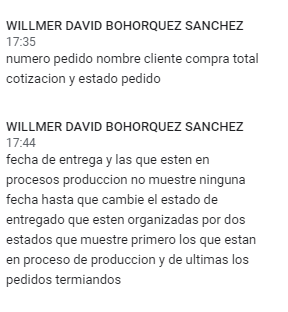 WILLMER DAVID BOHORQUEZ SANCHEZ
17:35
numero pedido nombre cliente compra total
cotizacion y estado pedido
WILLMER DAVID BOHORQUEZ SANCHEZ
17:44
fecha de entrega y las que esten en
procesos produccion no muestre ninguna
fecha hasta que cambie el estado de
entregado que esten organizadas por dos
estados que muestre primero los que estan
en proceso de produccion y de ultimas los
pedidos termiandos